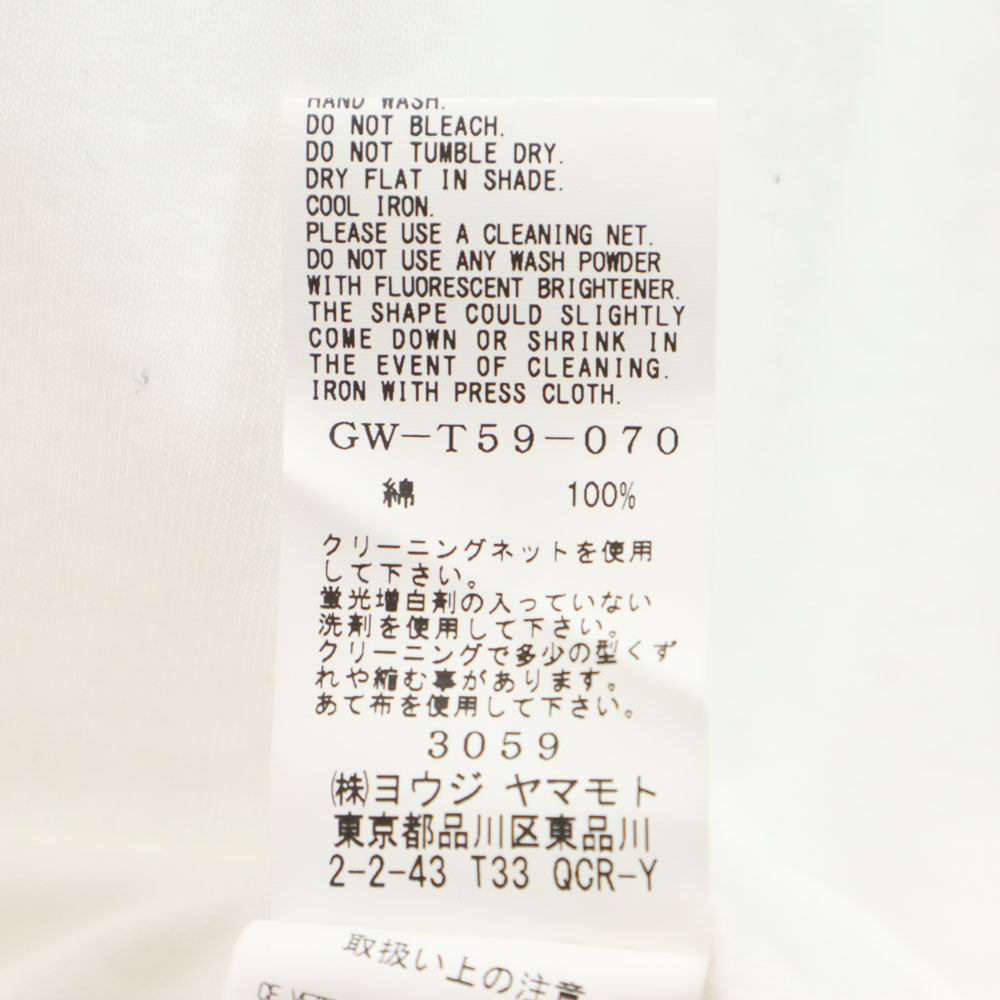 HAND WASH.
DO NOT BLEACH.
DO NOT TUMBLE DRY.
DRY FLAT IN SHADE.
COOL IRON.
PLEASE USE A CLEANING NET.
DO NOT USE ANY WASH POWDER
WITH FLUORESCENT BRIGHTENER.
THE SHAPE COULD SLIGHTLY
COME DOWN OR SHRINK IN
THE EVENT OF CLEANING.
IRON WITH PRESS CLOTH.
GW-T59-070
綿 100%
クリーニングネットを使用
して下さい。
蛍光増白剤の入っていない
洗剤を使用して下さい。
クリーニングで多少の型くず
れや縮む事があります。
あて布を使用して下さい。
3059
㈱ヨウジ ヤマモト
東京都品川区東品川
2-2-43 T33 QCR-Y
取扱い上の注意
CE